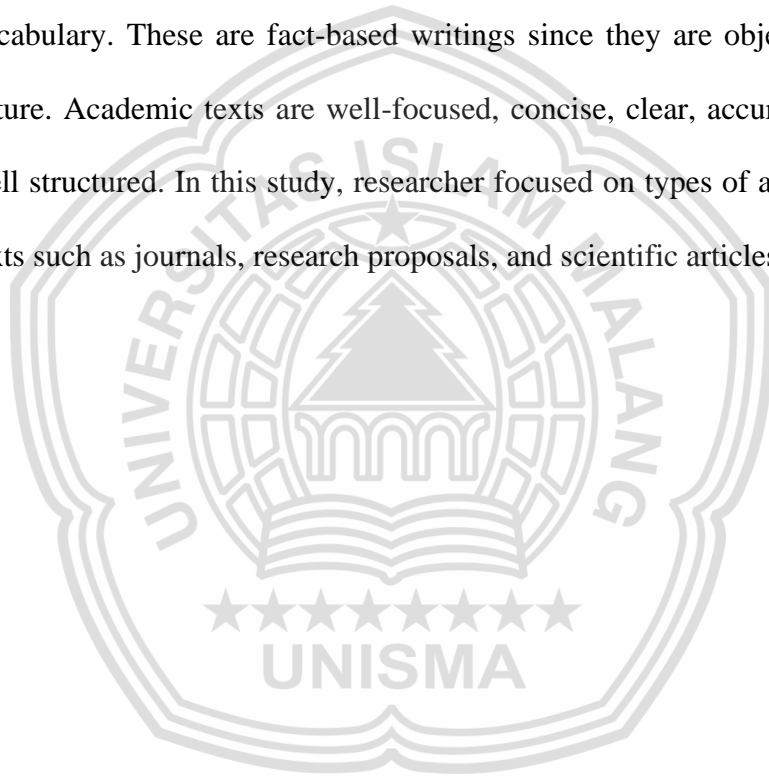 cabulary. These are fact-based writings since they are obje
ture. Academic texts are well-focused, concise, clear, accur
ell structured. In this study, researcher focused on types of a
xts such as journals, research proposals, and scientific articles
UNIVERSITAS ISLAM MALANG
UNISMA